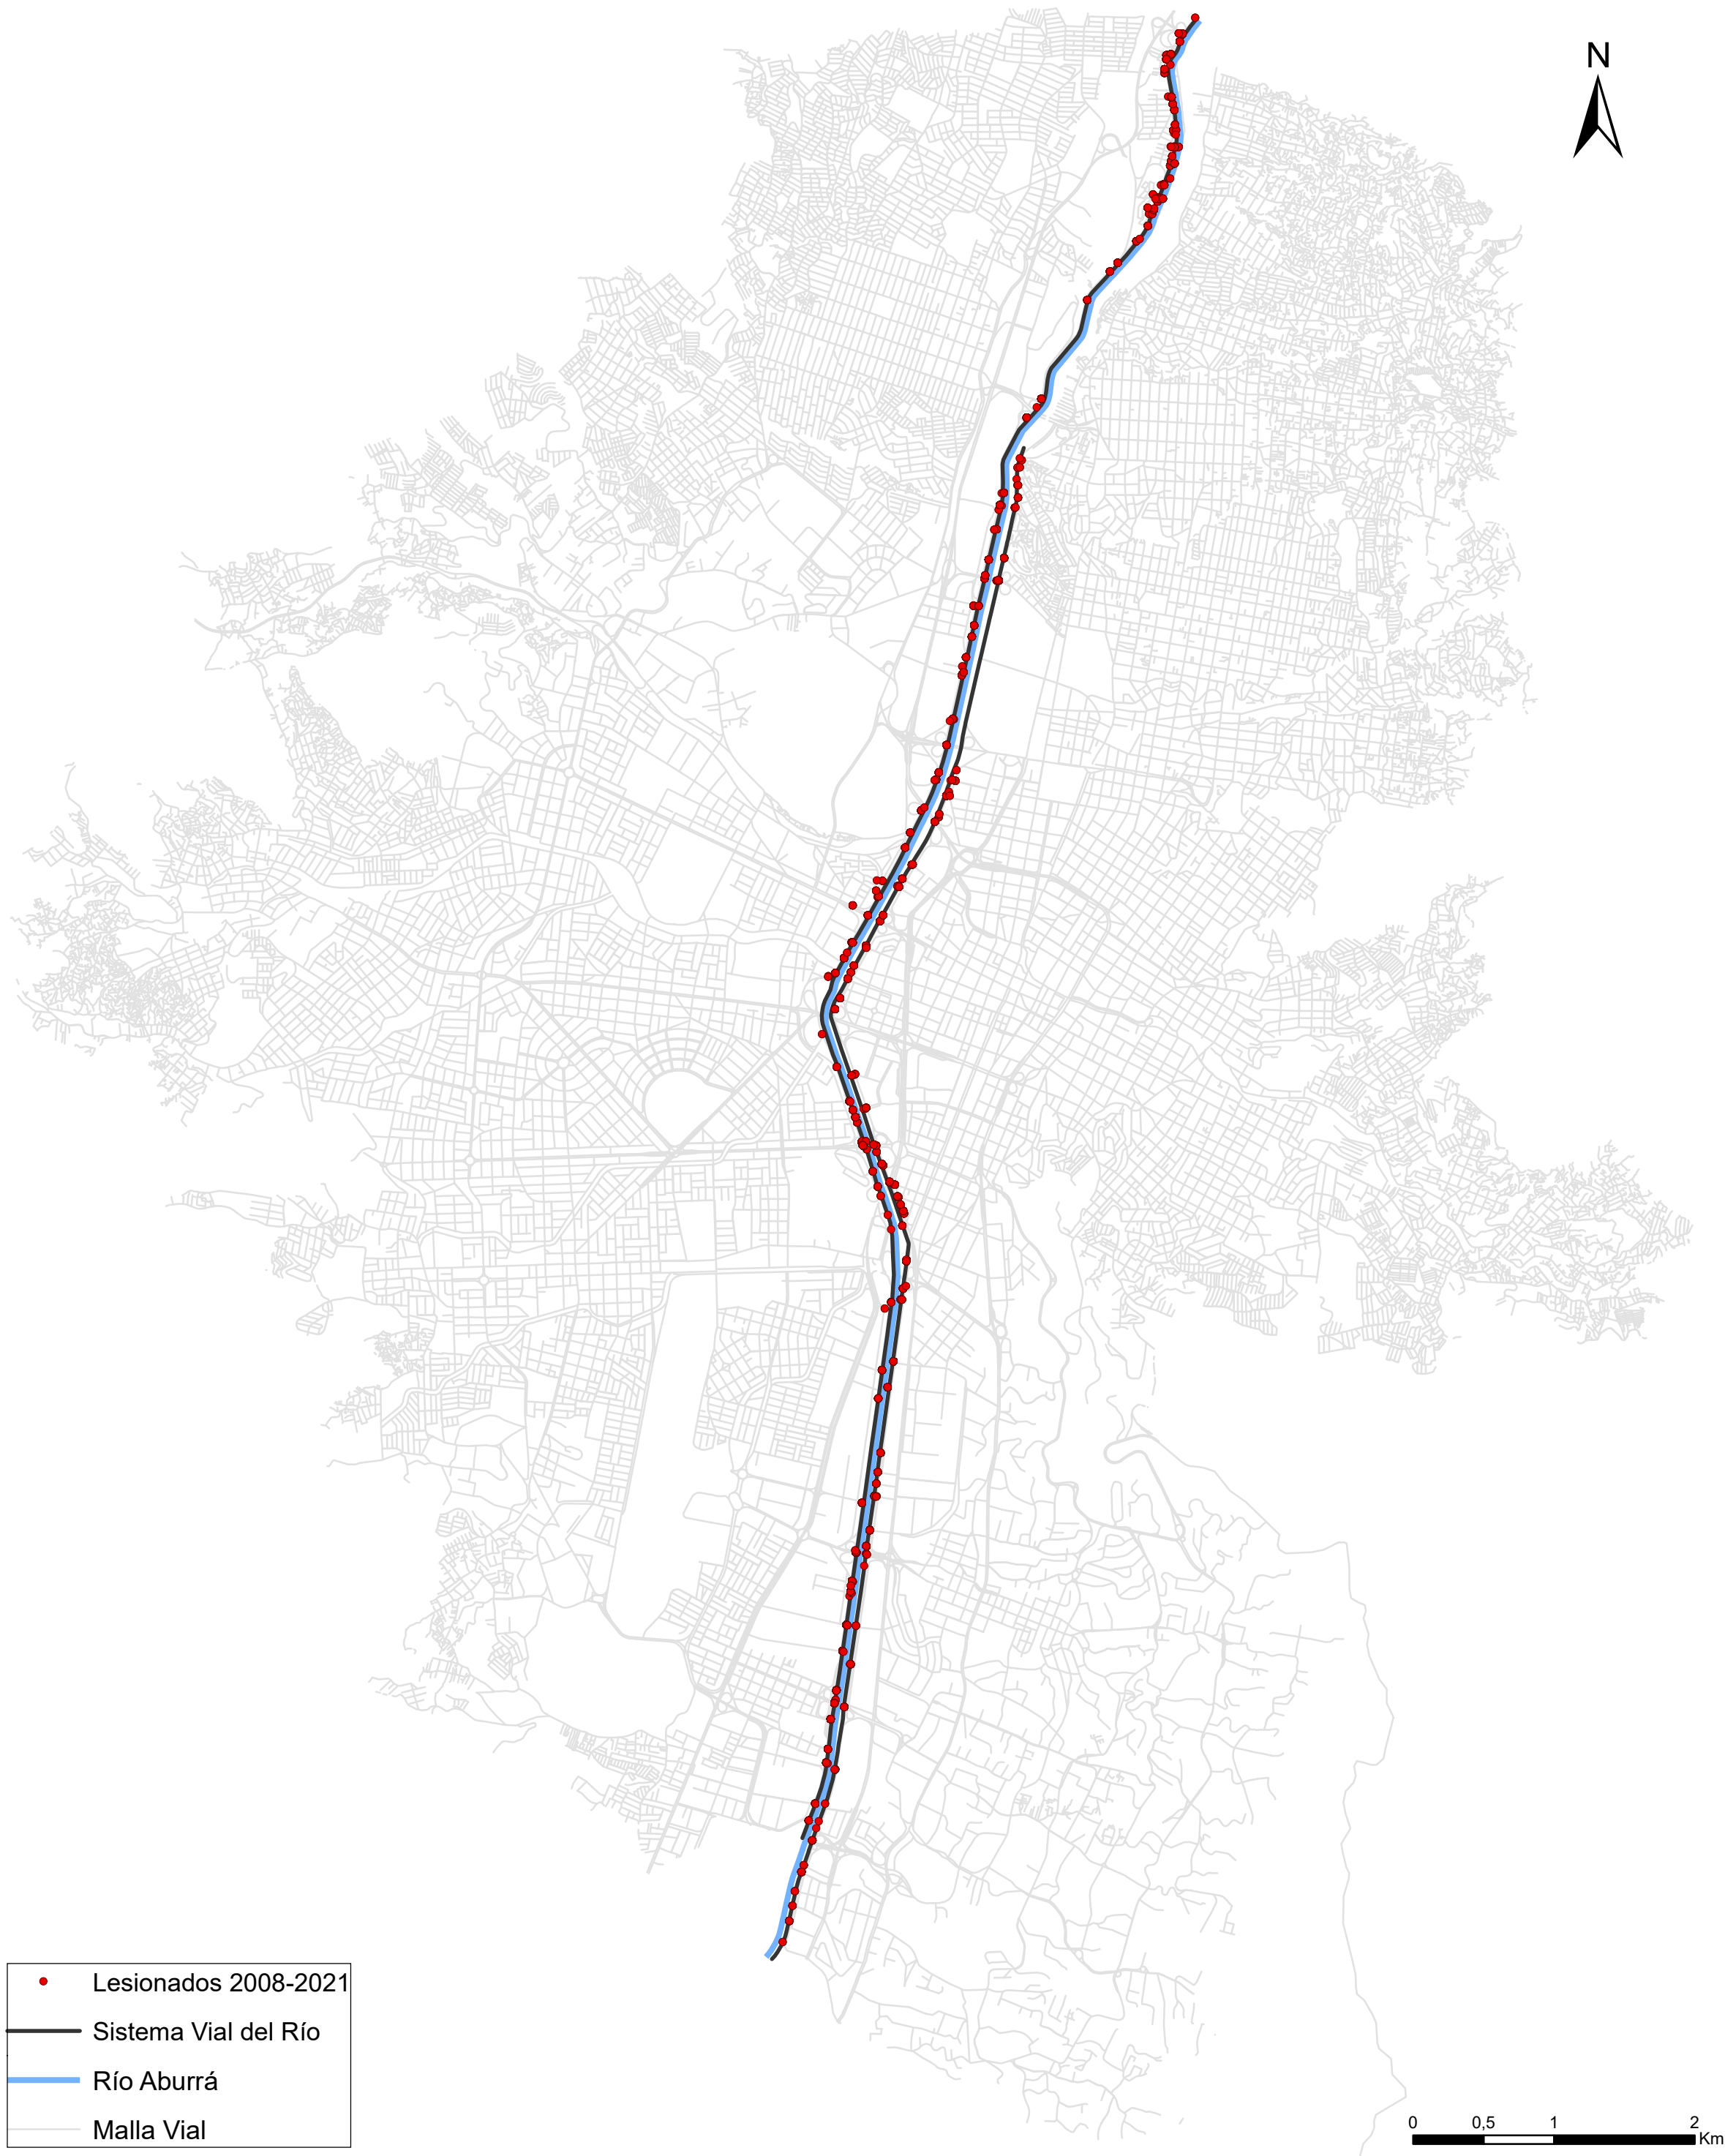 N
Lesionados 2008-2021
Sistema Vial del Río
Río Aburrá
Malla Vial
0 0,5 1 2
Km